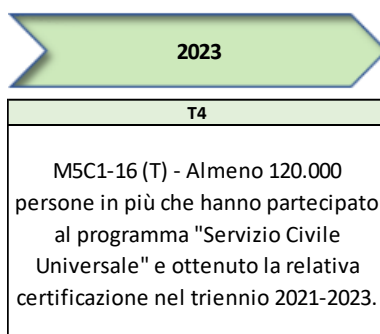 2023
T4
M5C1-16 (T) - Almeno 120.000
persone in più che hanno partecipato
al programma "Servizio Civile
Universale" e ottenuto la relativa
certificazione nel triennio 2021-2023.